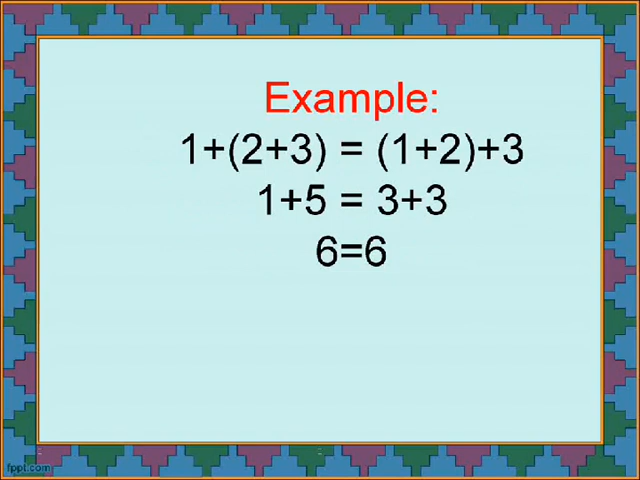 Example:
1+(2+3) = (1+2)+3
1+5 = 3+3
6=6
fppt.com